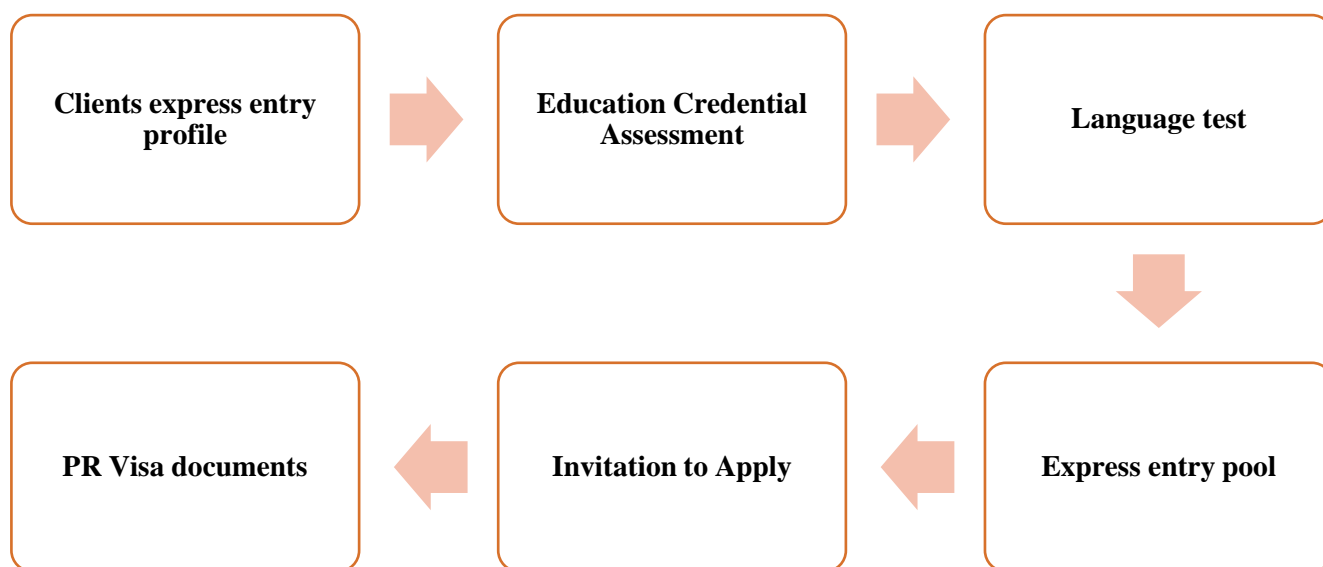 Clients express entry
profile
Education Credential
Assessment
Language test
Express entry pool
Invitation to Apply
PR Visa documents